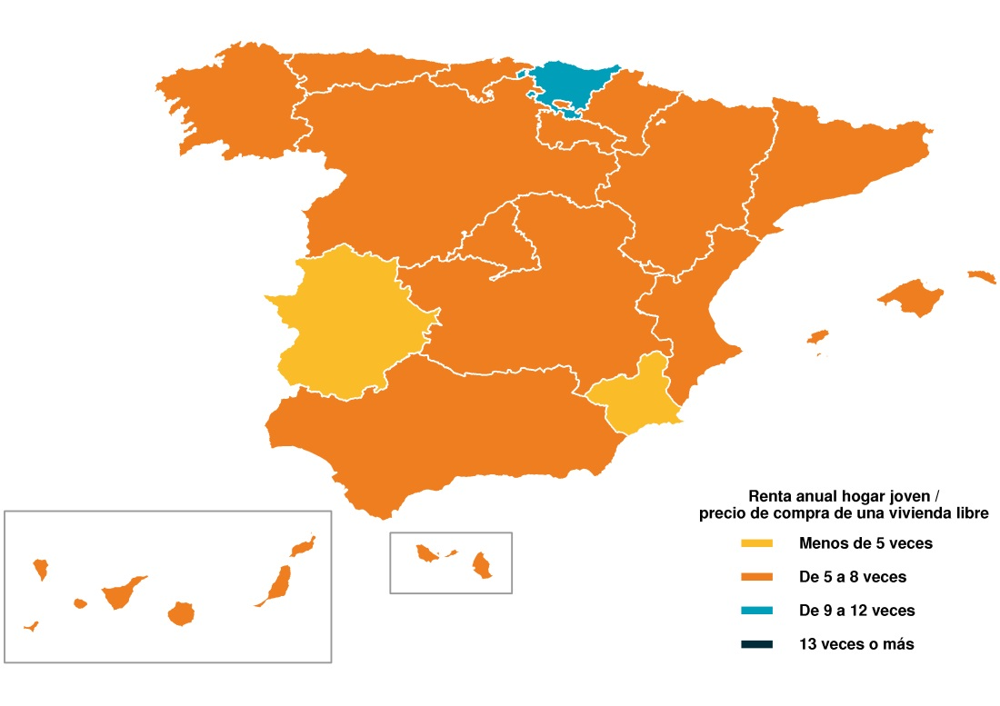 Renta anual hogar joven /
precio de compra de una vivienda libre
Menos de 5 veces
De 5 a 8 veces
De 9 a 12 veces
13 veces o más